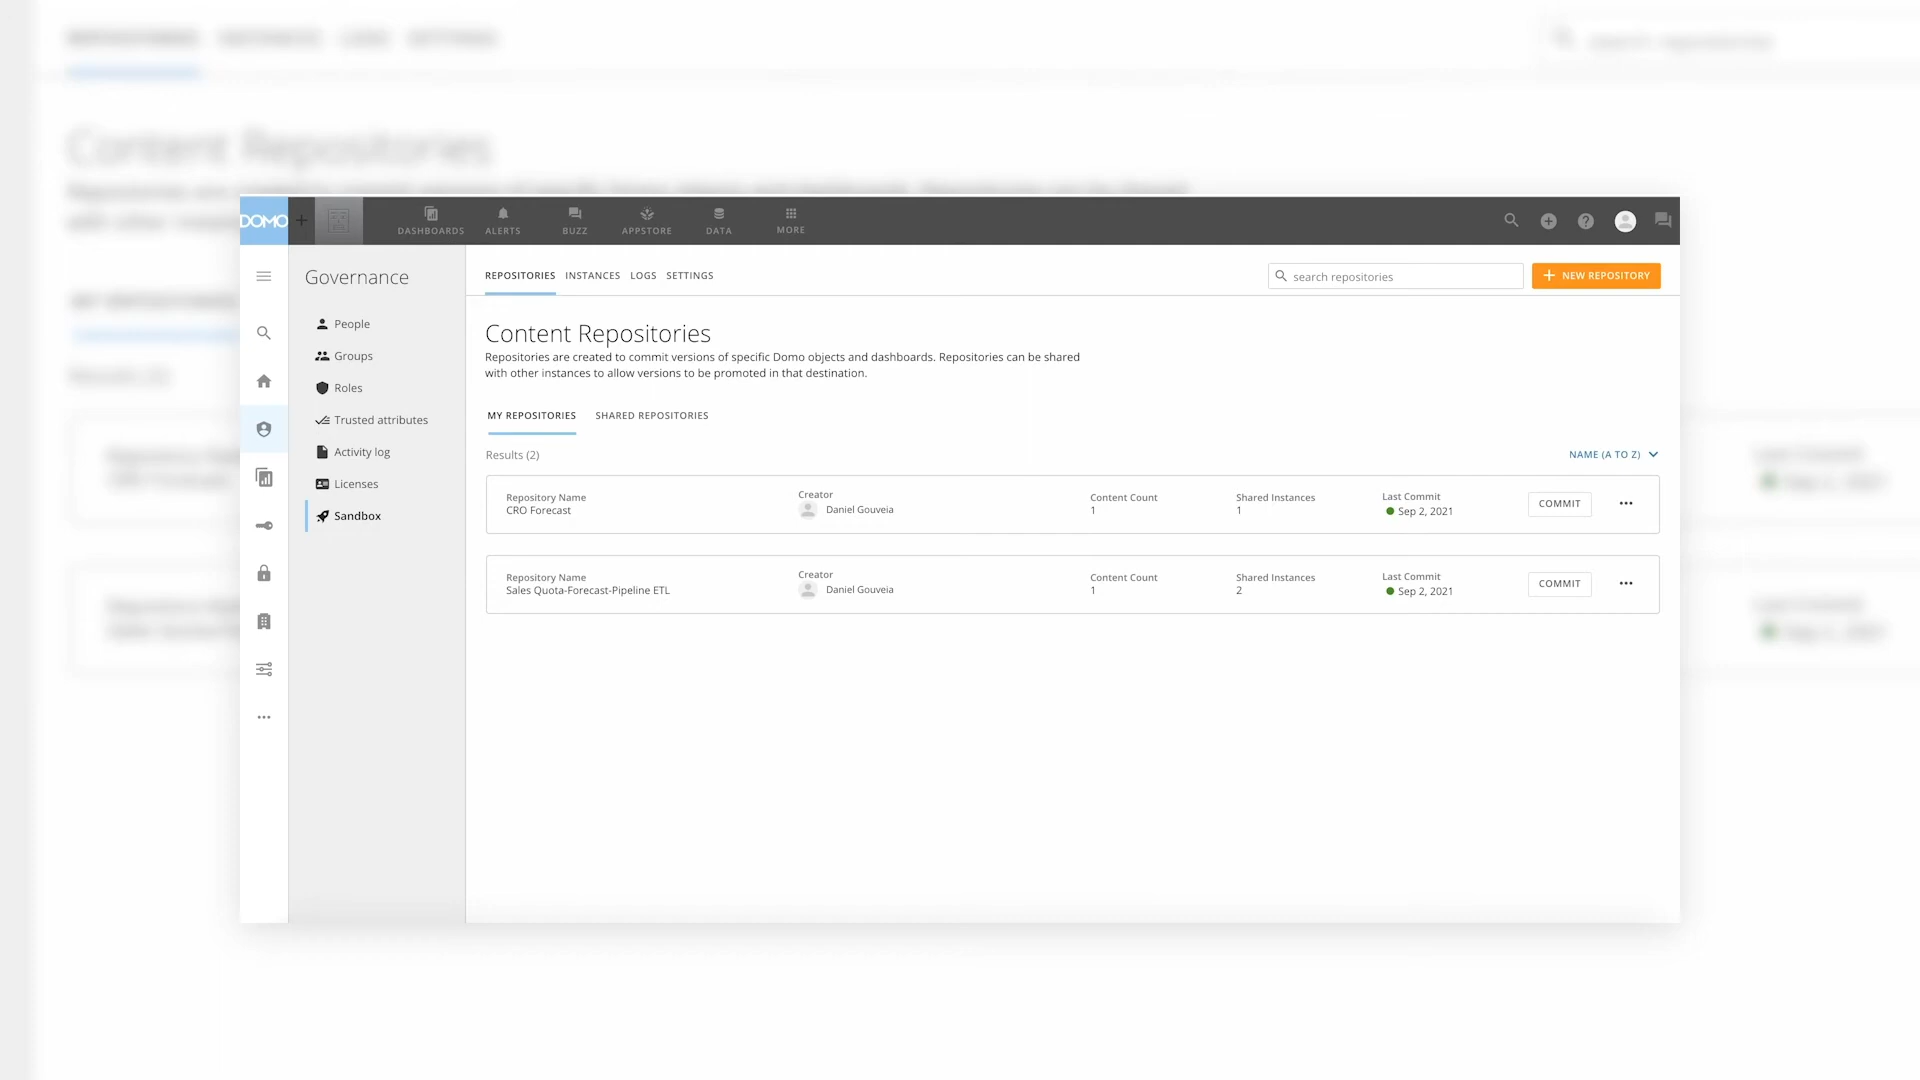 DOMO
DASHBOARDS
ALERTS
BUZZ
APPSTORE
DATA
MORE
Governance
People
Groups
Roles
Trusted attributes
Activity log
Licenses
Sandbox
REPOSITORIES INSTANCES LOGS SETTINGS
search repositories
NEW REPOSITORY
Content Repositories
Repositories are created to commit versions of specific Domo objects and dashboards. Repositories can be shared
with other instances to allow versions to be promoted in that destination.
MY REPOSITORIES SHARED REPOSITORIES
Results (2)
NAME (A TO Z)
Repository Name
CRO Forecast
Creator
Daniel Gouveia
Content Count
1
Shared Instances
1
Last Commit
Sep 2, 2021
COMMIT
Repository Name
Sales Quota-Forecast-Pipeline ETL
Creator
Daniel Gouveia
Content Count
1
Shared Instances
2
Last Commit
Sep 2, 2021
COMMIT